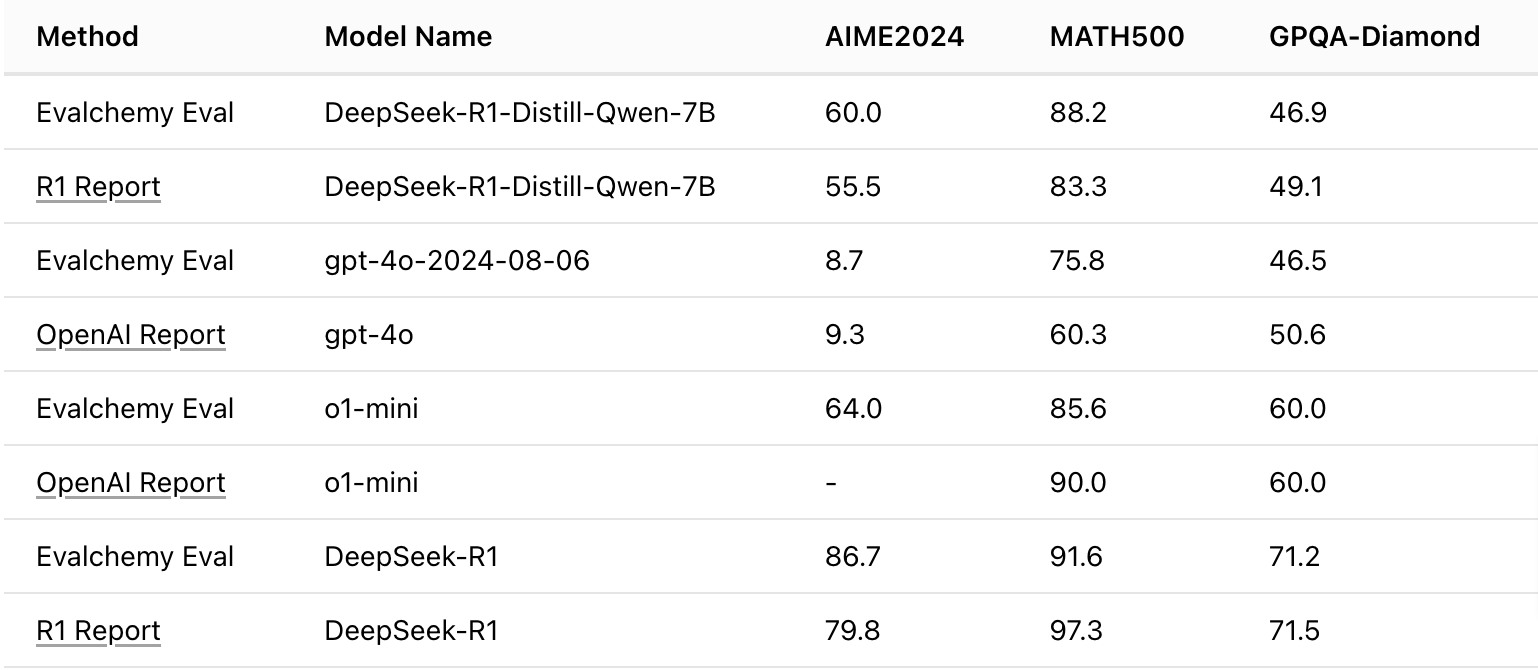 Method Model Name AIME2024 MATH500 GPQA-Diamond
Evalchemy Eval DeepSeek-R1-Distill-Qwen-7B 60.0 88.2 46.9
R1 Report DeepSeek-R1-Distill-Qwen-7B 55.5 83.3 49.1
Evalchemy Eval gpt-4o-2024-08-06 8.7 75.8 46.5
OpenAI Report gpt-4o 9.3 60.3 50.6
Evalchemy Eval o1-mini 64.0 85.6 60.0
OpenAI Report o1-mini - 90.0 60.0
Evalchemy Eval DeepSeek-R1 86.7 91.6 71.2
R1 Report DeepSeek-R1 79.8 97.3 71.5